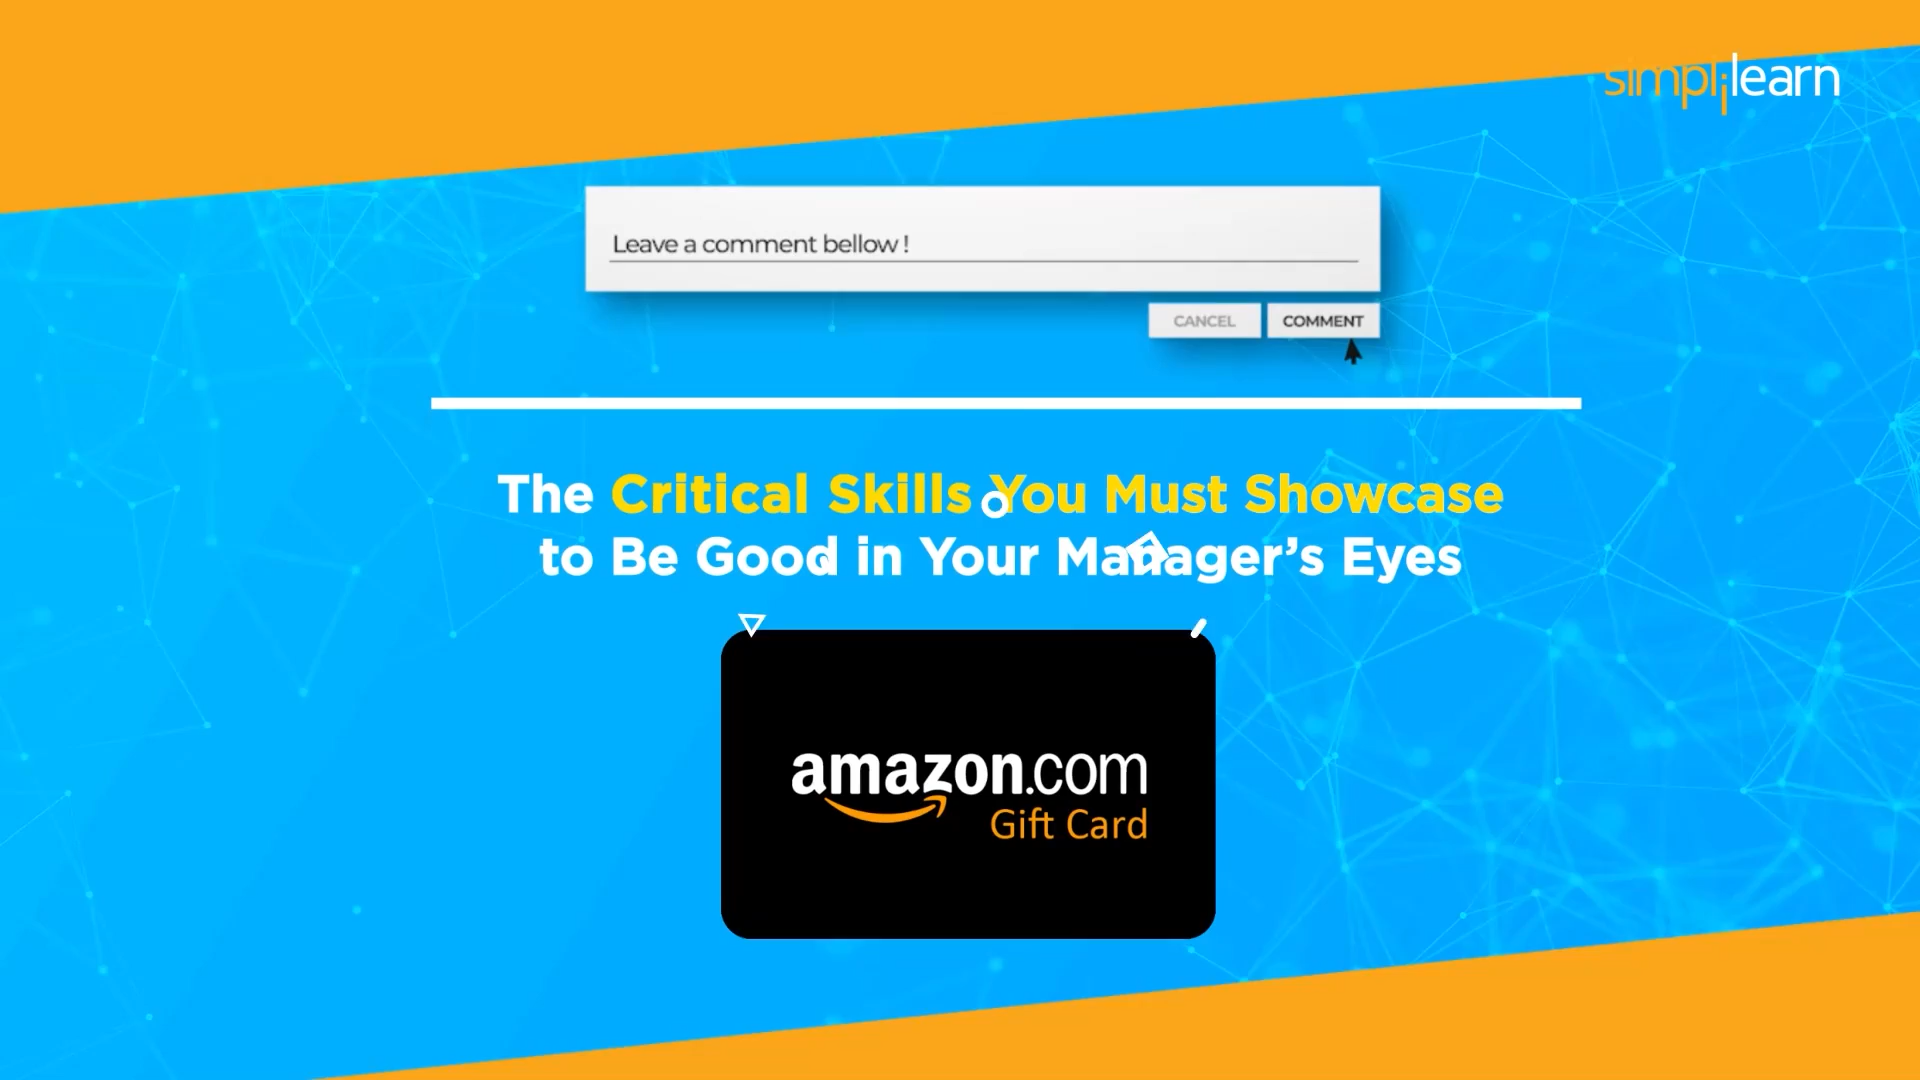 simplilearn
Leave a comment bellow !
CANCEL COMMENT
The Critical Skills You Must Showcase
to Be Good in Your Manager’s Eyes
amazon.com
Gift Card